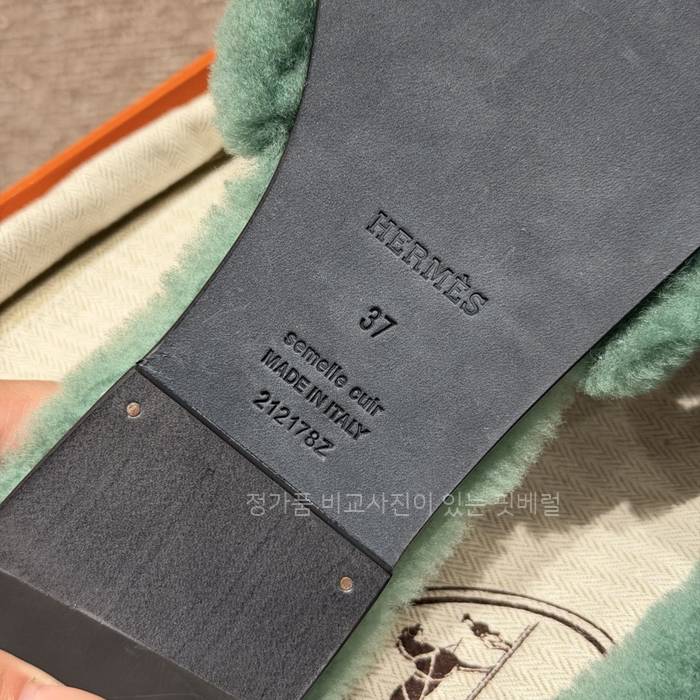 HERMÈS
37
semelle cuir
MADE IN ITALY
212178Z
정가품 비교사진이 있는 핏베럴